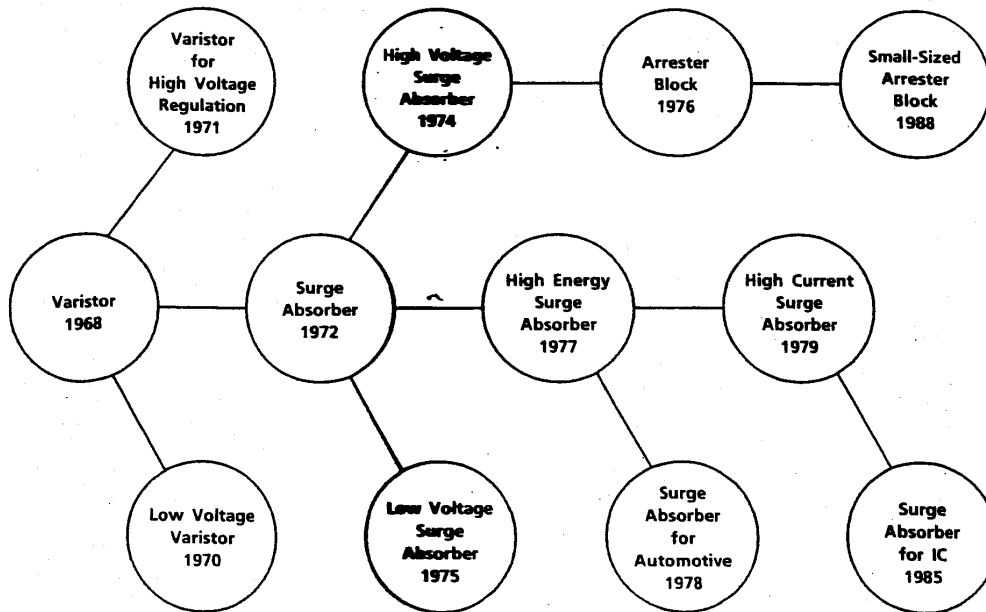 Varistor
for
High Voltage
Regulation
1971
High Voltage
Surge
Absorber
1974
Arrester
Block
1976
Small-Sized
Arrester
Block
1988
Varistor
1968
Surge
Absorber
1972
High Energy
Surge
Absorber
1977
High Current
Surge
Absorber
1979
Low Voltage
Varistor
1970
Low Voltage
Surge
Absorber
1975
Surge
Absorber
for
Automotive
1978
Surge
Absorber
for IC
1985